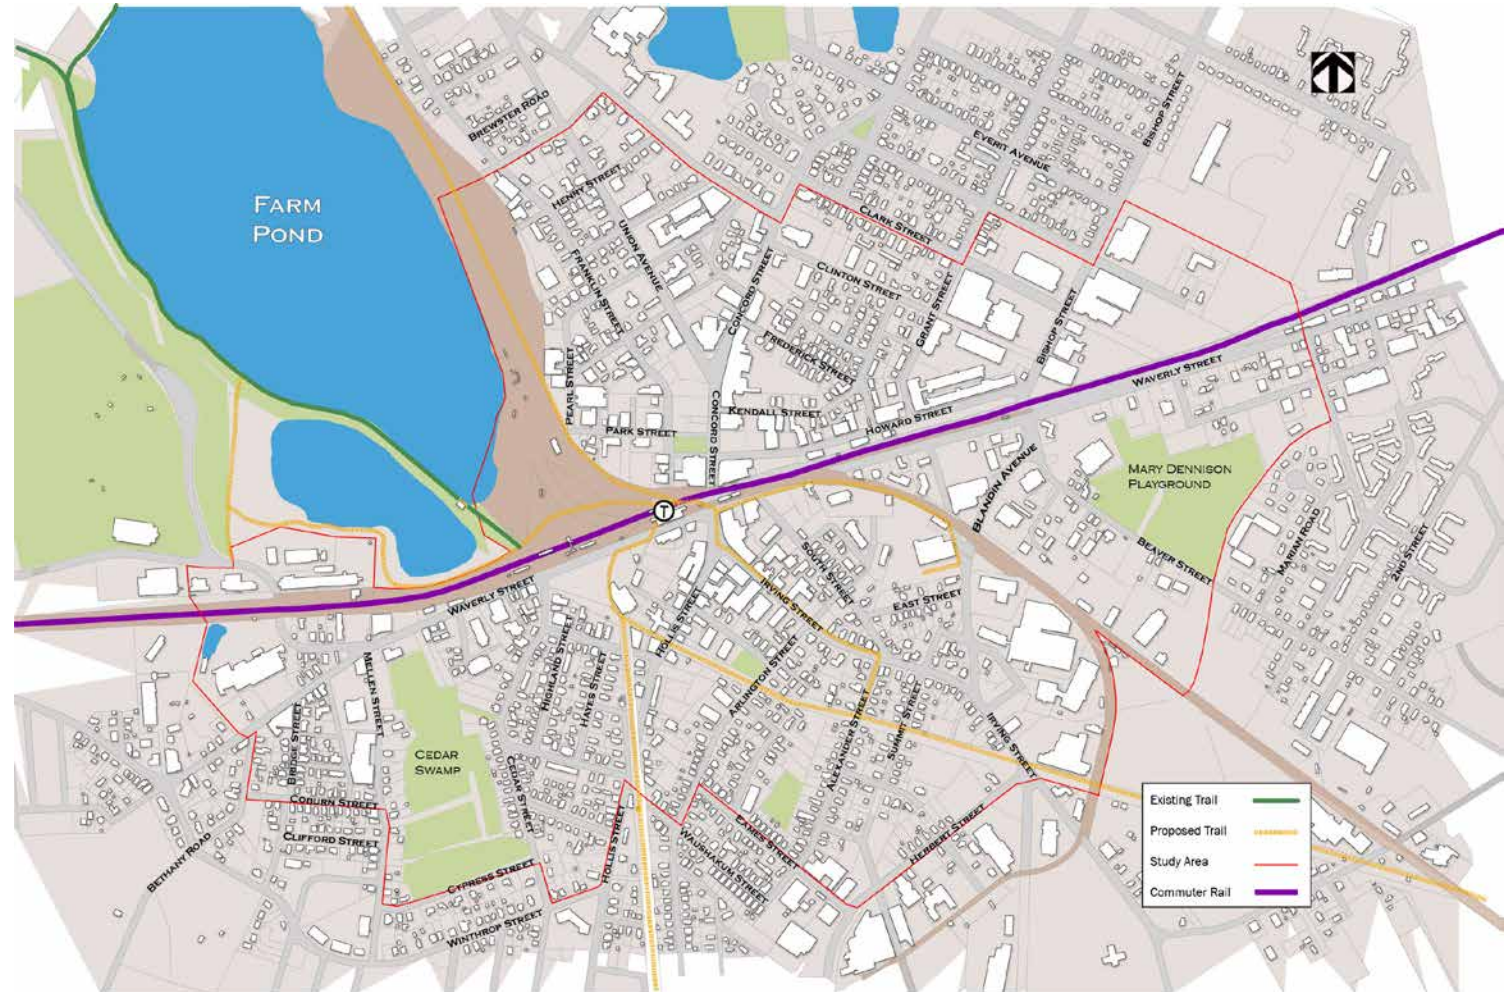 BREWSTER ROAD
BISHOP STREET
EVERIT AVENUE
HENRY STREET
FARM
POND
CLARK STREET
UNION AVENUE
FRANKLIN STREET
CLINTON STREET
CONCORD STREET
GRANT STREET
BISHOP STREET
FREDERICK STREET
WAVERLY STREET
PEARL STREET
KENDALL STREET
HOWARD STREET
CONCORD STREET
PARK STREET
MARY DENNISON
PLAYGROUND
BLANDIN AVENUE
T
MARIAN ROAD
2ND STREET
BEAVER STREET
SOUTH STREET
IRVING STREET
EAST STREET
WAVERLY STREET
HOLLIS STREET
HIGHLAND STREET
HAYES STREET
MELLEN STREET
ARLINGTON STREET
ALEXANDER STREET
SUMMIT STREET
IRVING STREET
BRIDGE STREET
CEDAR
SWAMP
CEDAR STREET
COBURN STREET
CLIFFORD STREET
BETHANY ROAD
HOLLIS STREET
EAMES STREET
WAUSHAKUM STREET
HERBERT STREET
CYPRESS STREET
WINTHROP STREET
Existing Trail
Proposed Trail
Study Area
Commuter Rail